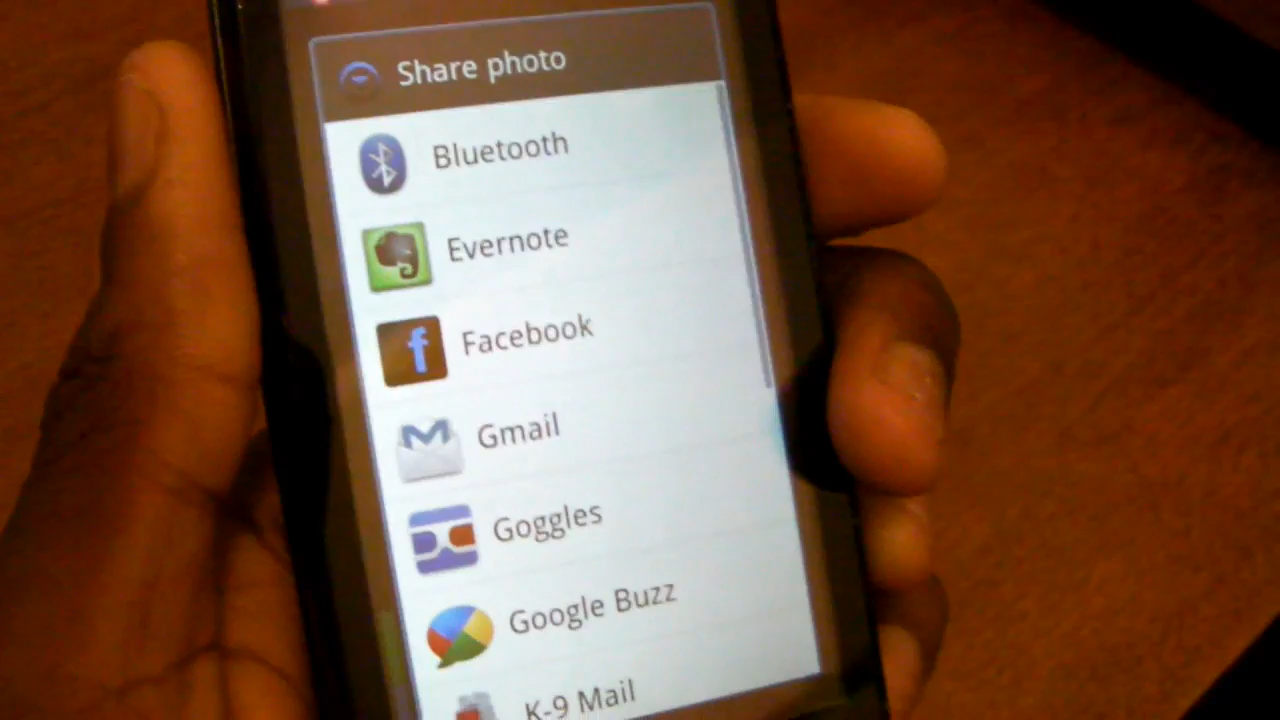 Share photo
Bluetooth
Evernote
Facebook
Gmail
Goggles
Google Buzz
K-9 Mail